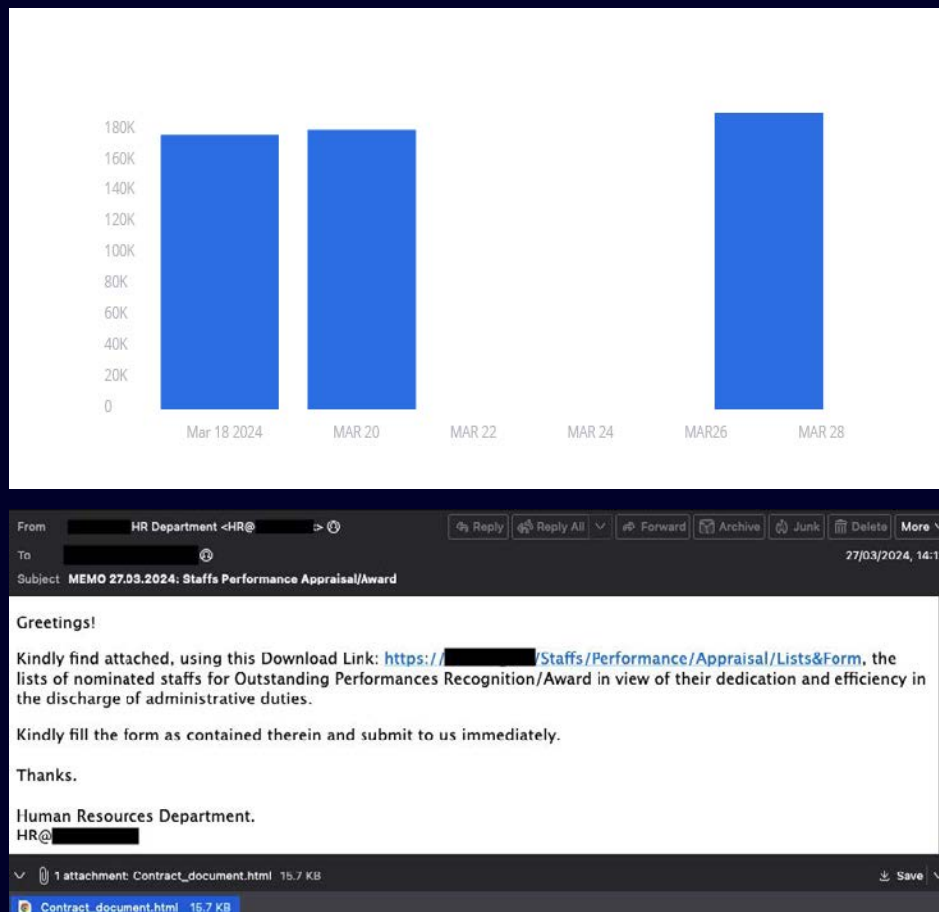 180K
160K
140K
120K
100K
80K
60K
40K
20K
0
Mar 18 2024 MAR 20 MAR 22 MAR 24 MAR26 MAR 28
From HR Department <HR@ > Reply Reply All Forward Archive Junk Delete More
To 27/03/2024, 14:1
Subject MEMO 27.03.2024: Staffs Performance Appraisal/Award
Greetings!
Kindly find attached, using this Download Link: https:// /Staffs/Performance/Appraisal/Lists&Form, the
lists of nominated staffs for Outstanding Performances Recognition/Award in view of their dedication and efficiency in
the discharge of administrative duties.
Kindly fill the form as contained therein and submit to us immediately.
Thanks.
Human Resources Department.
HR@
1 attachment: Contract_document.html 15.7 KB Save
Contract_document.html 15.7 KB